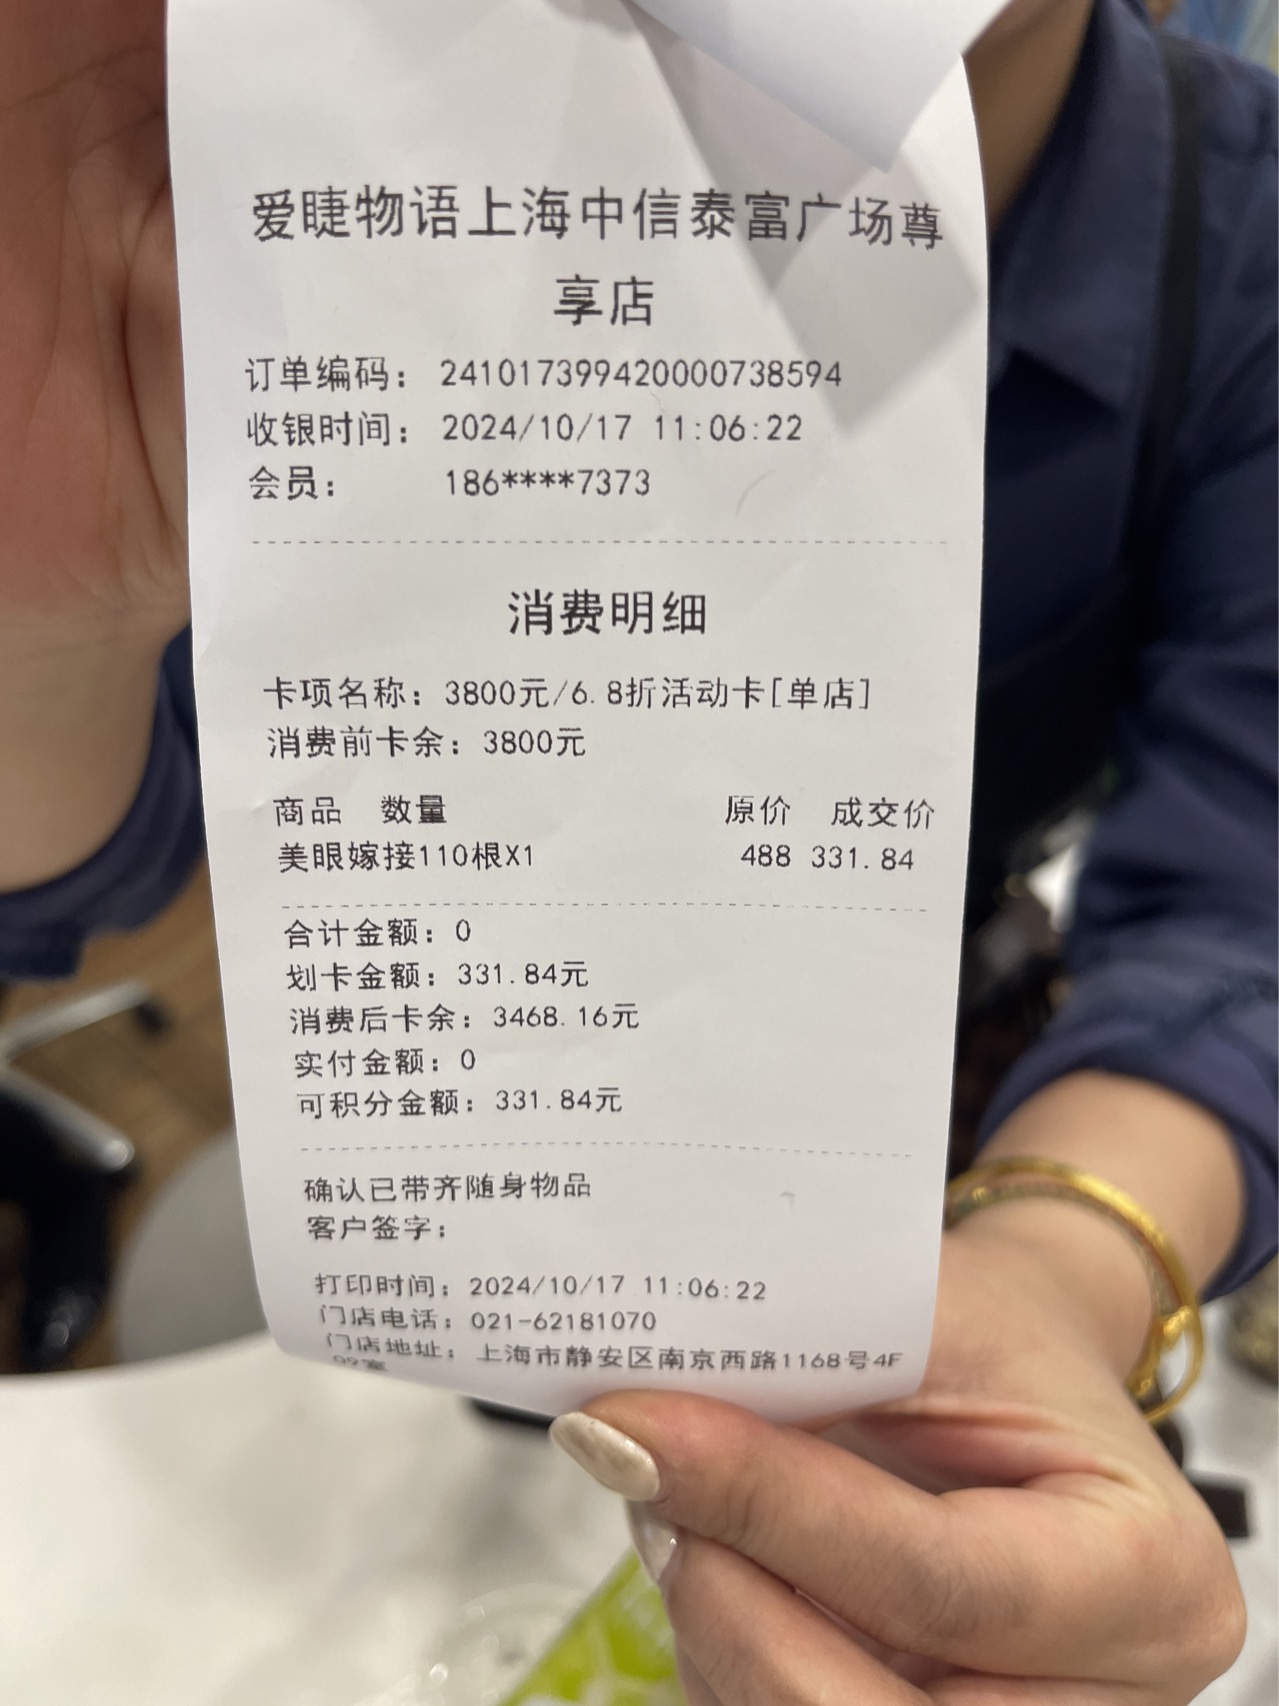 爱睫物语上海中信泰富广场尊
享店
订单编码：241017399420000738594
收银时间：2024/10/17 11:06:22
会员：186****7373
消费明细
卡项名称：3800元/6.8折活动卡[单店]
消费前卡余：3800元
商品 数量 原价 成交价
美眼嫁接110根X1 488 331.84
合计金额：0
划卡金额：331.84元
消费后卡余：3468.16元
实付金额：0
可积分金额：331.84元
确认已带齐随身物品
客户签字：
打印时间：2024/10/17 11:06:22
门店电话：021-62181070
门店地址：上海市静安区南京西路1168号4F